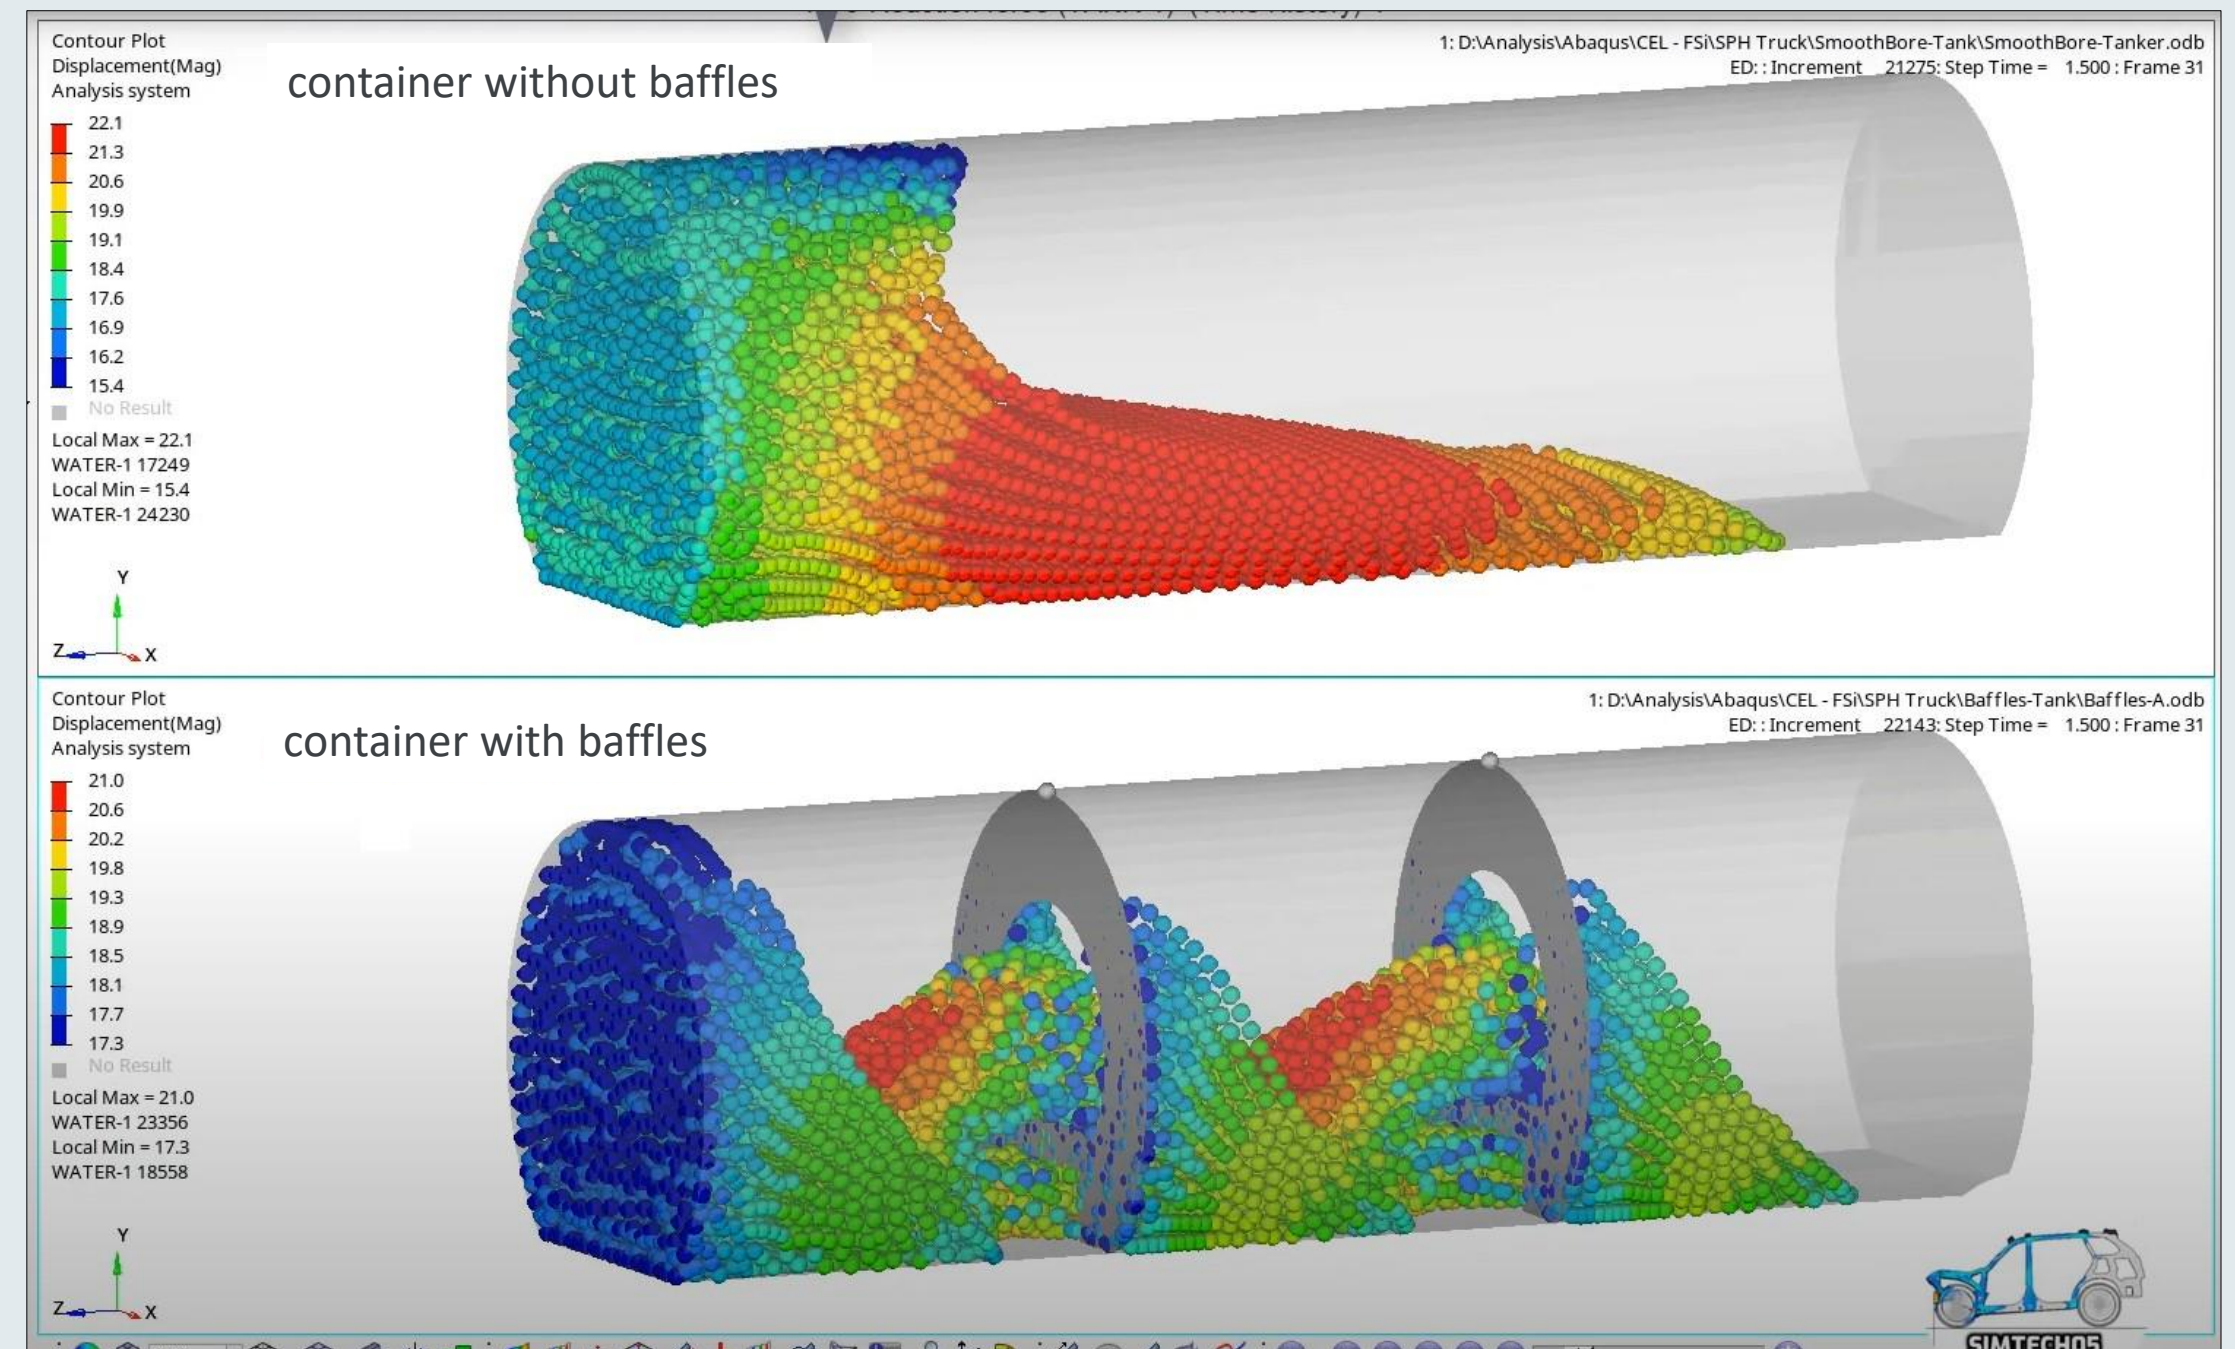 Contour Plot
Displacement(Mag)
Analysis system
container without baffles
1: D:\Analysis\Abaqus\CEL - FSi\SPH Truck\SmoothBore-Tank\SmoothBore-Tanker.odb
ED: : Increment 21275: Step Time = 1.500 : Frame 31
22.1
21.3
20.6
19.9
19.1
18.4
17.6
16.9
16.2
15.4
No Result
Local Max = 22.1
WATER-1 17249
Local Min = 15.4
WATER-1 24230
Y
Z
X
Contour Plot
Displacement(Mag)
Analysis system
container with baffles
1: D:\Analysis\Abaqus\CEL - FSi\SPH Truck\Baffles-Tank\Baffles-A.odb
ED: : Increment 22143: Step Time = 1.500 : Frame 31
21.0
20.6
20.2
19.8
19.3
18.9
18.5
18.1
17.7
17.3
No Result
Local Max = 21.0
WATER-1 23356
Local Min = 17.3
WATER-1 18558
Y
Z
X
SIMTECH05